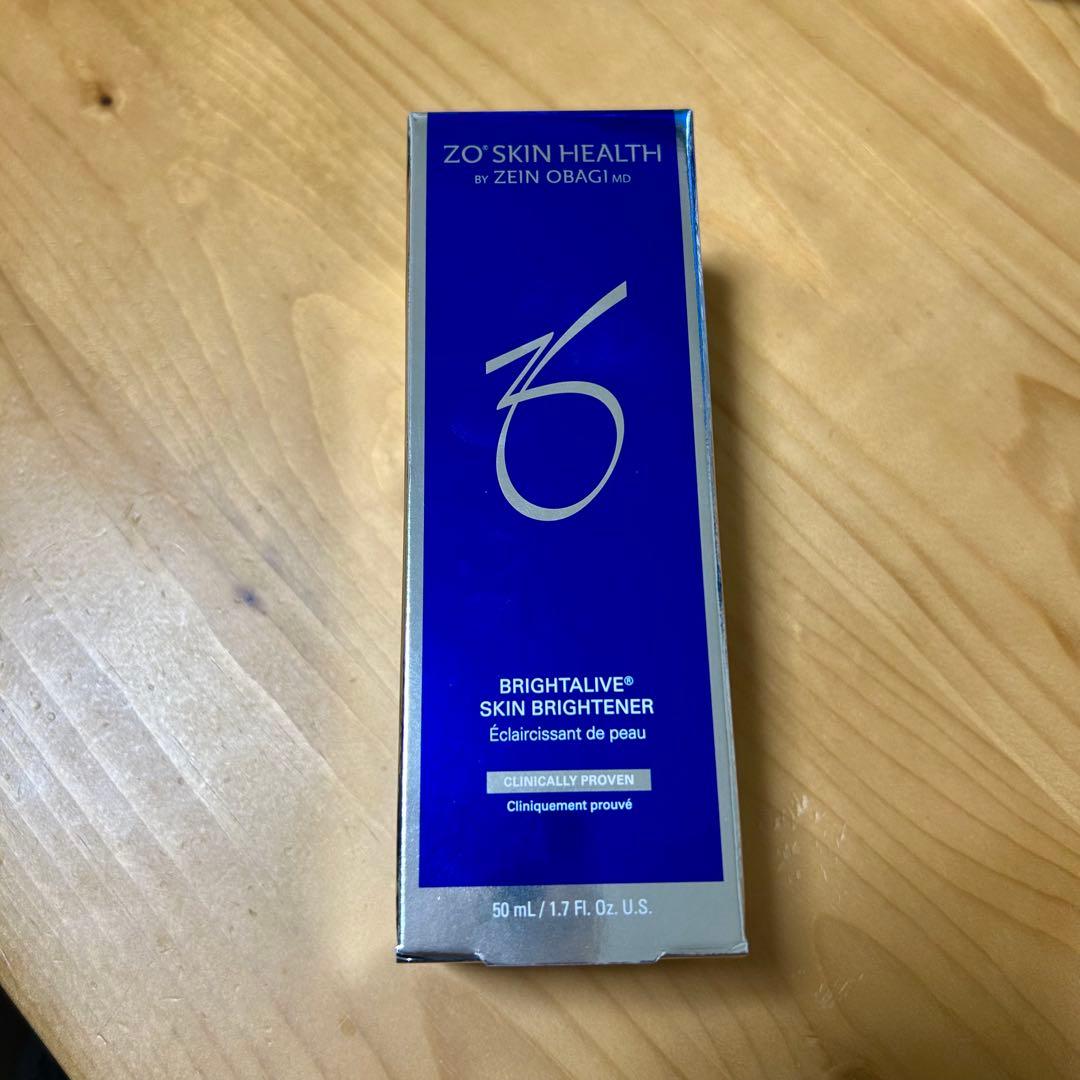 ZO® SKIN HEALTH
BY ZEIN OBAGI MD
BRIGHTALIVE®
SKIN BRIGHTENER
Éclaircissant de peau
CLINICALLY PROVEN
Cliniquement prouvé
50 mL / 1.7 Fl. Oz. U.S.